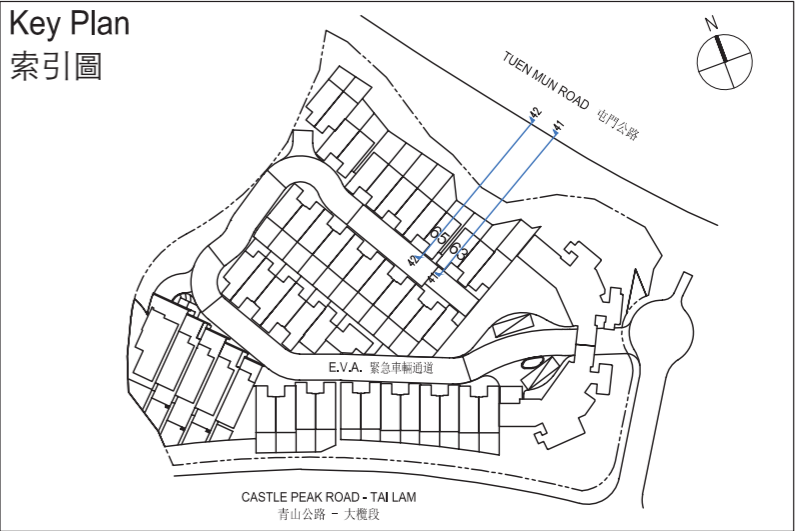 Key Plan
索引圖
N
TUEN MUN ROAD 屯門公路
42
41
65
63
42
41
E.V.A. 緊急車輛通道
CASTLE PEAK ROAD - TAI LAM
青山公路 - 大欖段